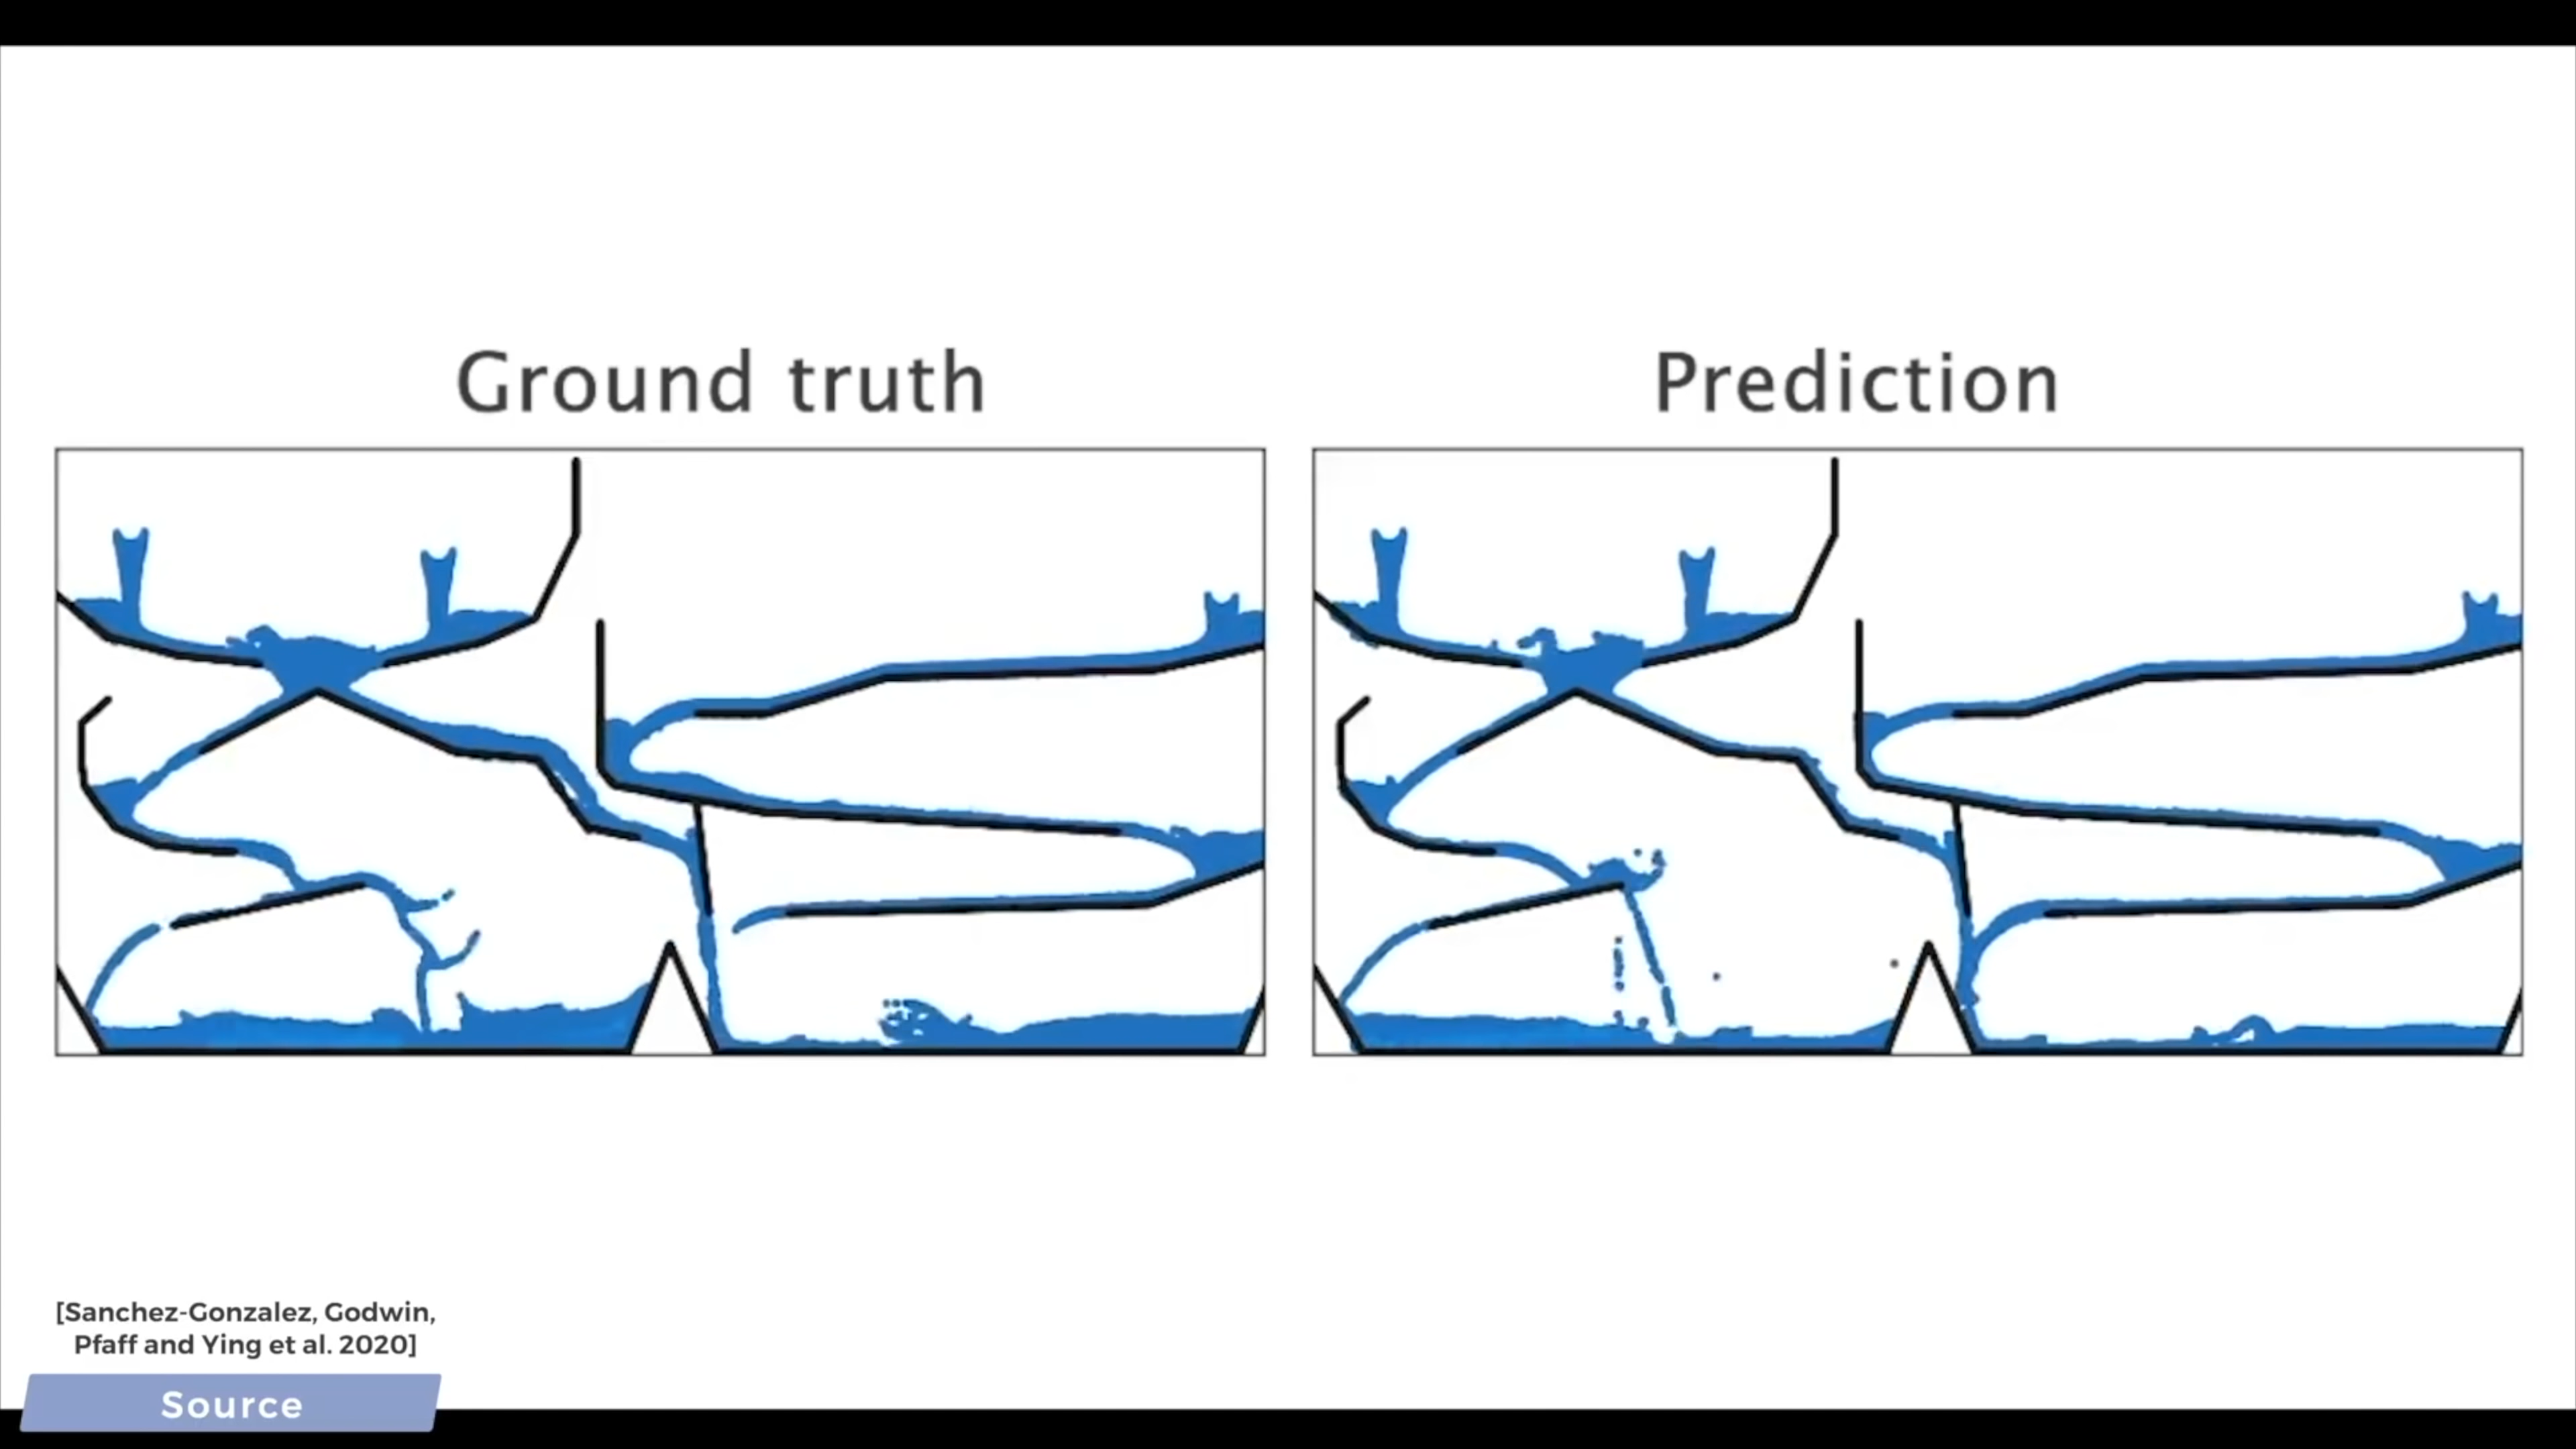 Ground truth
Prediction
[Sanchez-Gonzalez, Godwin,
Pfaff and Ying et al. 2020]
Source